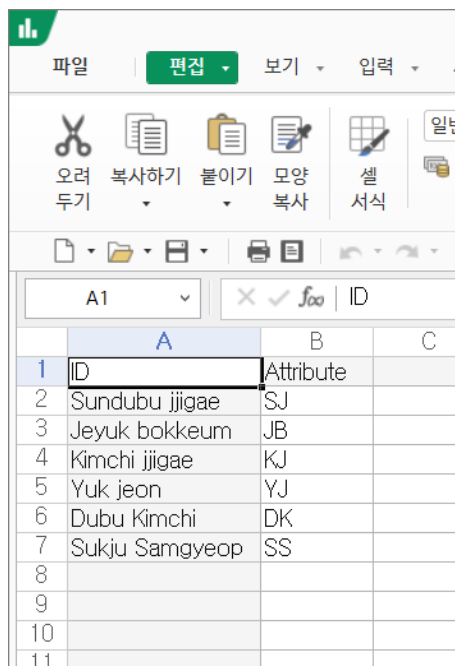 파일 편집 보기 입력
오려 두기 복사하기 붙이기 모양 복사 셀 서식
A1 ID
A B C
1 ID Attribute
2 Sundubu jjigae SJ
3 Jeyuk bokkeum JB
4 Kimchi jjigae KJ
5 Yuk jeon YJ
6 Dubu Kimchi DK
7 Sukju Samgyeop SS
8
9
10
11